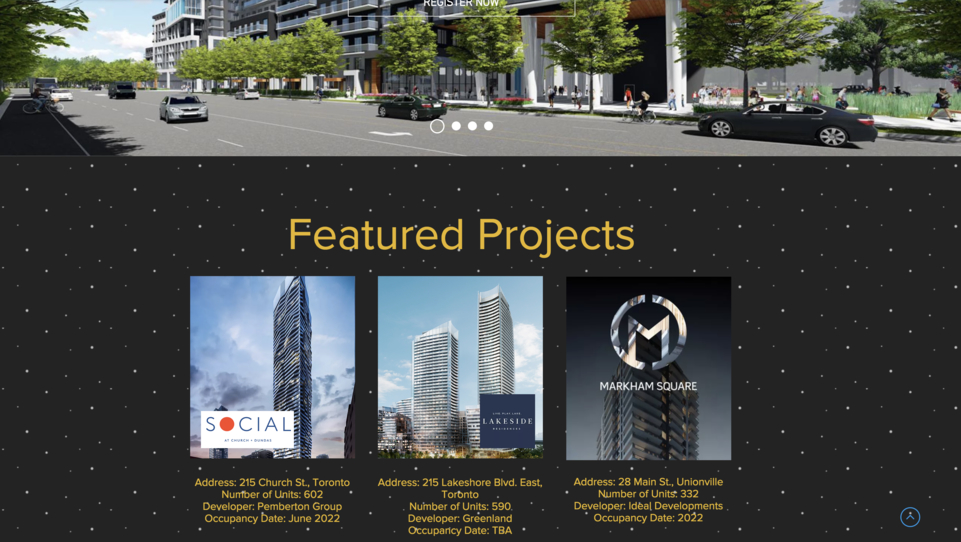 REGISTER NOW
Featured Projects
SOCIAL
AT CHURCH + DUNDAS
LAKESIDE
RESIDENCES
MARKHAM SQUARE
Address: 215 Church St., Toronto
Number of Units: 602
Developer: Pemberton Group
Occupancy Date: June 2022
Address: 215 Lakeshore Blvd. East,
Toronto
Number of Units: 590
Developer: Greenland
Occupancy Date: TBA
Address: 28 Main St., Unionville
Number of Units: 332
Developer: Ideal Developments
Occupancy Date: 2022